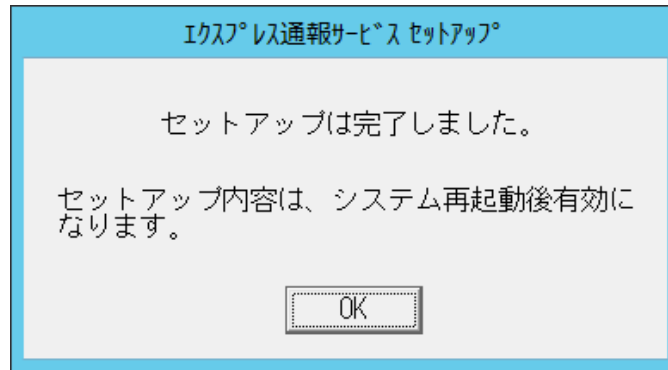 ｴｸｽﾌﾟﾚｽ通報ｻｰﾋﾞｽ ｾｯﾄｱｯﾌﾟ
セットアップは完了しました。
セットアップ内容は、システム再起動後有効に
なります。
OK